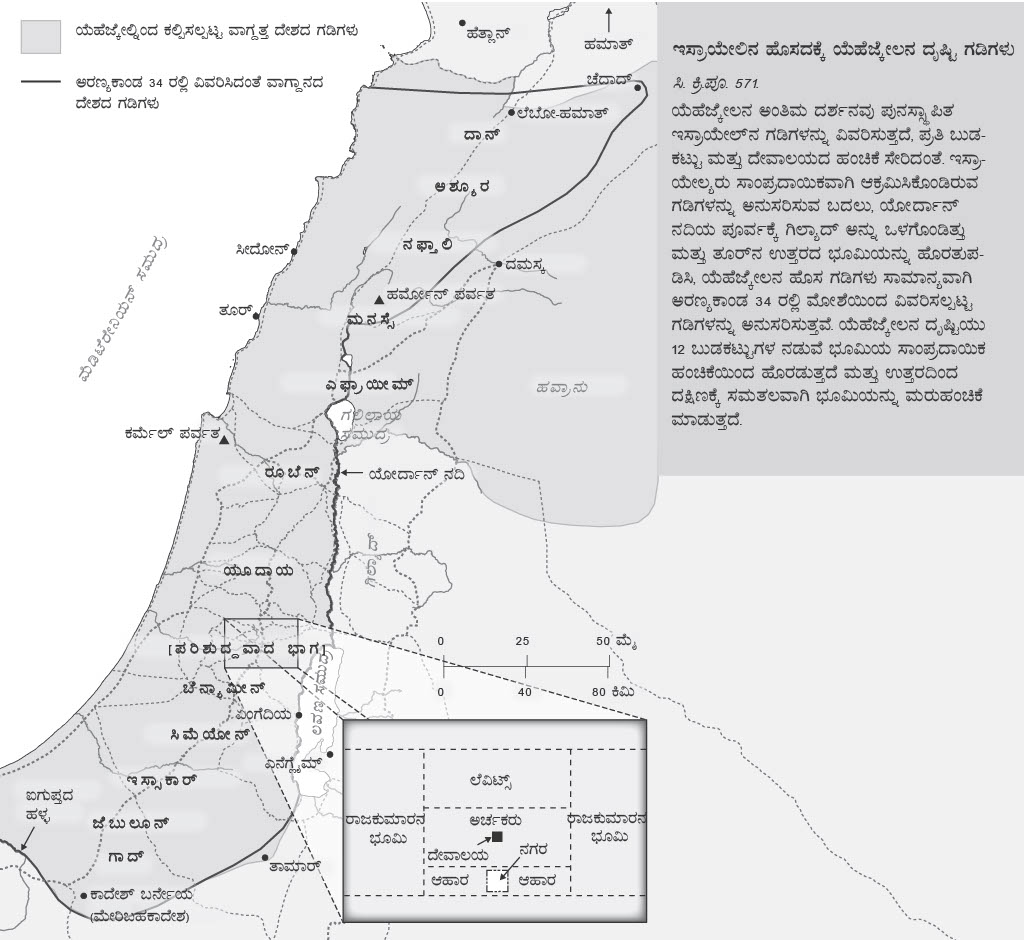 ಯೆಹೆಜ್ಕೇಲ್ನಿಂದ ಕಲ್ಪಿಸಲ್ಪಟ್ಟ ವಾಗ್ದತ್ತ ದೇಶದ ಗಡಿಗಳು
ಅರಣ್ಯಕಾಂಡ 34 ರಲ್ಲಿ ವಿವರಿಸಿದಂತೆ ವಾಗ್ದಾನದ
ದೇಶದ ಗಡಿಗಳು
ಹೆತ್ಲಾನ್
ಹಮಾತ್
ಚೆದಾದ್
ಲೆಬೋ-ಹಮಾತ್
ದಾನ್
ಅಶ್ಯೂರ
ನಫ್ತಾಲಿ
ಸೀದೋನ್
ದಮಸ್ಕ
ಹರ್ಮೋನ್ ಪರ್ವತ
ತೂರ್
ಮನಸ್ಸೆ
ಮೆಡಿಟೆರೇನಿಯನ್ ಸಮುದ್ರ
ಎಫ್ರಾಯೀಮ್
ಹವ್ರಾನು
ಗಲಿಲಾಯ
ಸಮುದ್ರ
ಕರ್ಮೆಲ್ ಪರ್ವತ
ರೂಬೆನ್
ಯೋರ್ದಾನ್ ನದಿ
ಗಿಲ್ಯಾದ್
ಯೂದಾಯ
[ಪರಿಶುದ್ದವಾದ ಭಾಗ]
0 25 50 ಮೈ
0 40 80 ಕಿಮಿ
ಬೆನ್ಯಾಮೀನ್
ಲವಣಸಮುದ್ರ
ಏಂಗೆದಿಯ
ಸಿಮೆಯೋನ್
ಎನೆಗ್ಲೈಮ್
ಇಸ್ಸಾಕಾರ್
ಐಗುಪ್ತದ
ಹಳ್ಳ
ಜೆಬುಲೂನ್
ಗಾದ್
ತಾಮಾರ್
ಕಾದೇಶ್ ಬರ್ನೇಯ
(ಮೇರಿಬಹಕಾದೇಶ)
ಲೆವಿಟ್ಸ್
ರಾಜಕುಮಾರನ
ಭೂಮಿ
ಅರ್ಚಕರು
ರಾಜಕುಮಾರನ
ಭೂಮಿ
ದೇವಾಲಯ
ನಗರ
ಆಹಾರ
ಆಹಾರ
ಇಸ್ರಾಯೇಲಿನ ಹೊಸದಕ್ಕೆ ಯೆಹೆಜ್ಕೇಲನ ದೃಷ್ಟಿ ಗಡಿಗಳು
ಸಿ. ಕ್ರಿ.ಪೂ. 571.
ಯೆಹೆಜ್ಕೇಲನ ಅಂತಿಮ ದರ್ಶನವು ಪುನಸ್ಸ್ಥಾಪಿತ
ಇಸ್ರಾಯೇಲ್‌ನ ಗಡಿಗಳನ್ನು ವಿವರಿಸುತ್ತದೆ, ಪ್ರತಿ ಬುಡ-
ಕಟ್ಟು ಮತ್ತು ದೇವಾಲಯದ ಹಂಚಿಕೆ ಸೇರಿದಂತೆ. ಇಸ್ರಾ-
ಯೇಲ್ಯರು ಸಾಂಪ್ರದಾಯಿಕವಾಗಿ ಆಕ್ರಮಿಸಿಕೊಂಡಿರುವ
ಗಡಿಗಳನ್ನು ಅನುಸರಿಸುವ ಬದಲು, ಯೋರ್ದಾನ್
ನದಿಯ ಪೂರ್ವಕ್ಕೆ ಗಿಲ್ಯಾದ್ ಅನ್ನು ಒಳಗೊಂಡಿತ್ತು
ಮತ್ತು ತೂರ್‌ನ ಉತ್ತರದ ಭೂಮಿಯನ್ನು ಹೊರತುಪ-
ಡಿಸಿ, ಯೆಹೆಜ್ಕೇಲನ ಹೊಸ ಗಡಿಗಳು ಸಾಮಾನ್ಯವಾಗಿ
ಅರಣ್ಯಕಾಂಡ 34 ರಲ್ಲಿ ಮೋಶೆಯಿಂದ ವಿವರಿಸಲ್ಪಟ್ಟ
ಗಡಿಗಳನ್ನು ಅನುಸರಿಸುತ್ತವೆ. ಯೆಹೆಜ್ಕೇಲನ ದೃಷ್ಟಿಯು
12 ಬುಡಕಟ್ಟುಗಳ ನಡುವೆ ಭೂಮಿಯ ಸಾಂಪ್ರದಾಯಿಕ
ಹಂಚಿಕೆಯಿಂದ ಹೊರಡುತ್ತದೆ ಮತ್ತು ಉತ್ತರದಿಂದ
ದಕ್ಷಿಣಕ್ಕೆ ಸಮತಲವಾಗಿ ಭೂಮಿಯನ್ನು ಮರುಹಂಚಿಕೆ
ಮಾಡುತ್ತದೆ.